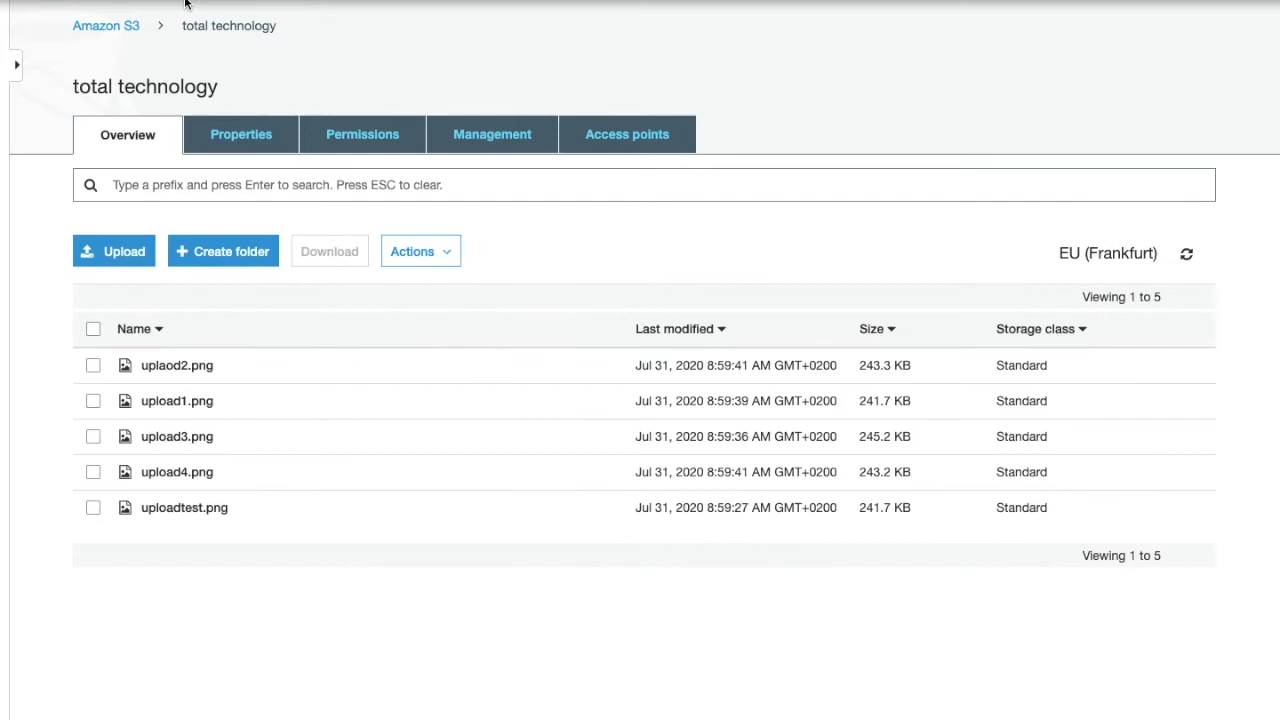 Amazon S3 > total technology
total technology
Overview Properties Permissions Management Access points
Type a prefix and press Enter to search. Press ESC to clear.
Upload + Create folder Download Actions EU (Frankfurt)
Viewing 1 to 5
Name Last modified Size Storage class
uplaod2.png Jul 31, 2020 8:59:41 AM GMT+0200 243.3 KB Standard
upload1.png Jul 31, 2020 8:59:39 AM GMT+0200 241.7 KB Standard
upload3.png Jul 31, 2020 8:59:36 AM GMT+0200 245.2 KB Standard
upload4.png Jul 31, 2020 8:59:41 AM GMT+0200 243.2 KB Standard
uploadtest.png Jul 31, 2020 8:59:27 AM GMT+0200 241.7 KB Standard
Viewing 1 to 5